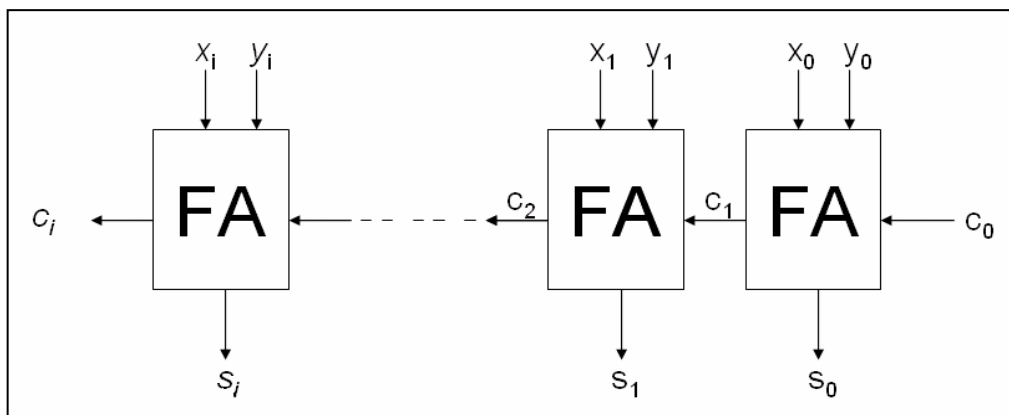 xᵢ yᵢ x₁ y₁ x₀ y₀
cᵢ FA c₂ FA c₁ FA c₀
sᵢ s₁ s₀